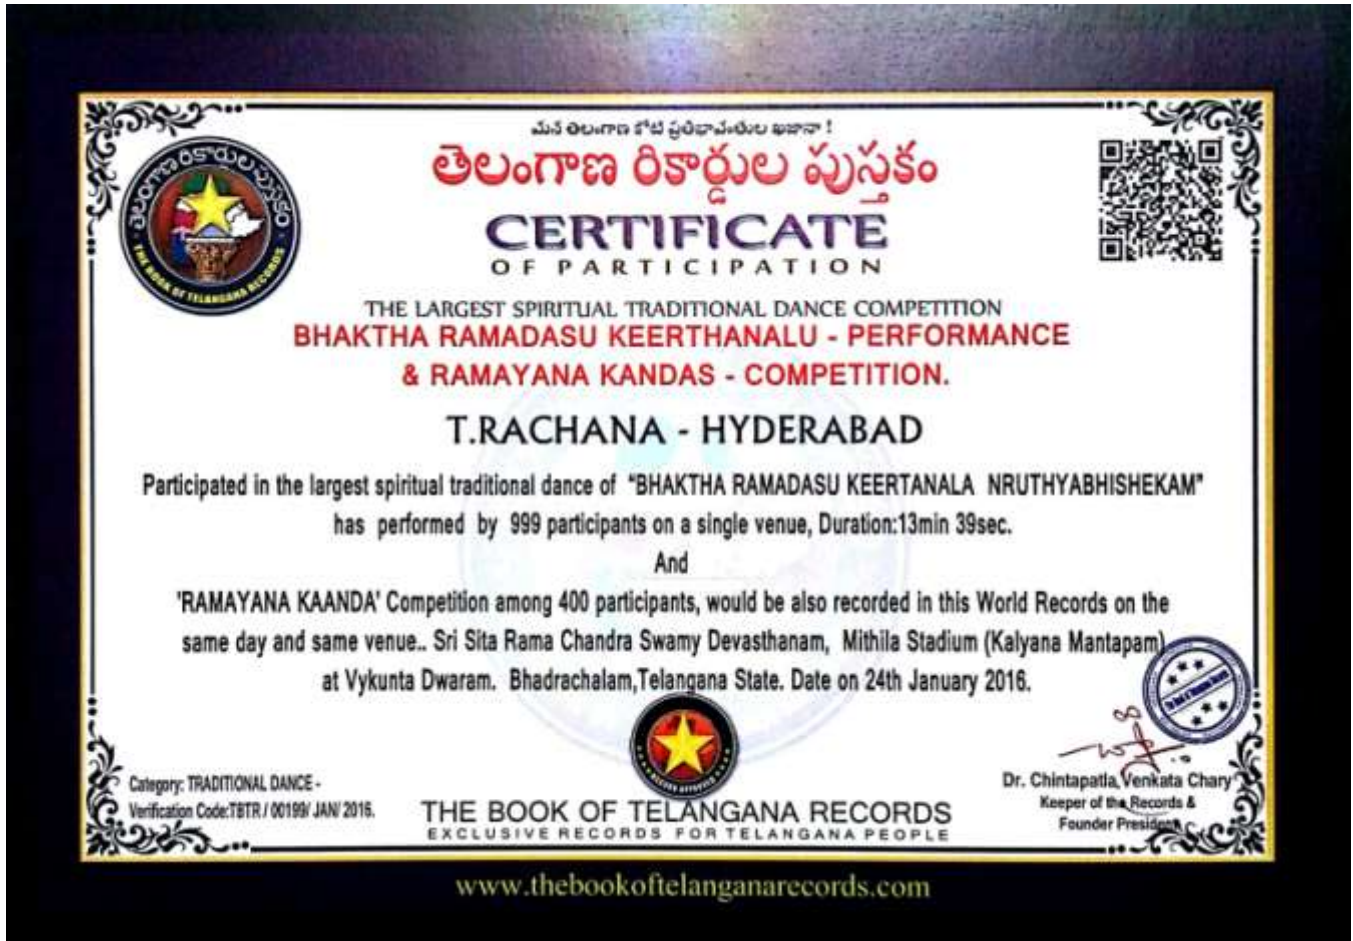 మన తెలంగాణ కోటి ప్రతిభావంతుల ఖజానా !
తెలంగాణ రికార్డుల పుస్తకం
CERTIFICATE
OF PARTICIPATION
తెలంగాణ రికార్డుల పుస్తకం
THE BOOK OF TELANGANA RECORDS
THE LARGEST SPIRITUAL TRADITIONAL DANCE COMPETITION
BHAKTHA RAMADASU KEERTHANALU - PERFORMANCE
& RAMAYANA KANDAS - COMPETITION.
T.RACHANA - HYDERABAD
Participated in the largest spiritual traditional dance of "BHAKTHA RAMADASU KEERTANALA NRUTHYABHISHEKAM"
has performed by 999 participants on a single venue, Duration:13min 39sec.
And
'RAMAYANA KAANDA' Competition among 400 participants, would be also recorded in this World Records on the
same day and same venue.. Sri Sita Rama Chandra Swamy Devasthanam, Mithila Stadium (Kalyana Mantapam)
at Vykunta Dwaram. Bhadrachalam,Telangana State. Date on 24th January 2016.
Category: TRADITIONAL DANCE -
Verification Code:TBTR / 00199/ JAN/ 2016.
THE BOOK OF TELANGANA RECORDS
EXCLUSIVE RECORDS FOR TELANGANA PEOPLE
Dr. Chintapatla Venkata Chary
Keeper of the Records &
Founder President
www.thebookoftelanganarecords.com